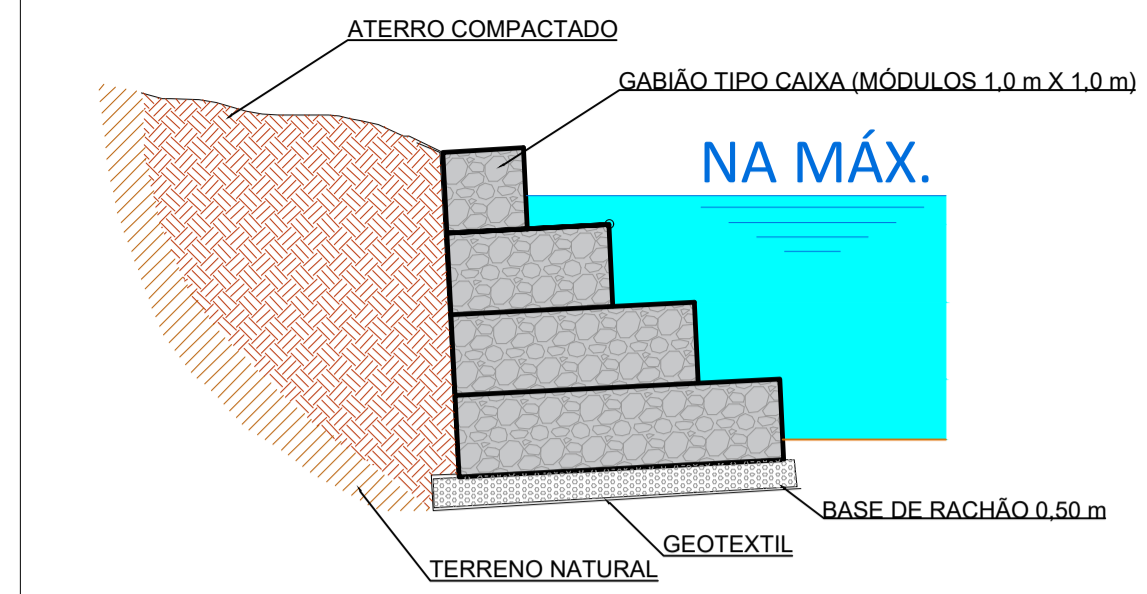 ATERRO COMPACTADO
GABIÃO TIPO CAIXA (MÓDULOS 1,0 m X 1,0 m)
NA MÁX.
BASE DE RACHÃO 0,50 m
GEOTEXTIL
TERRENO NATURAL